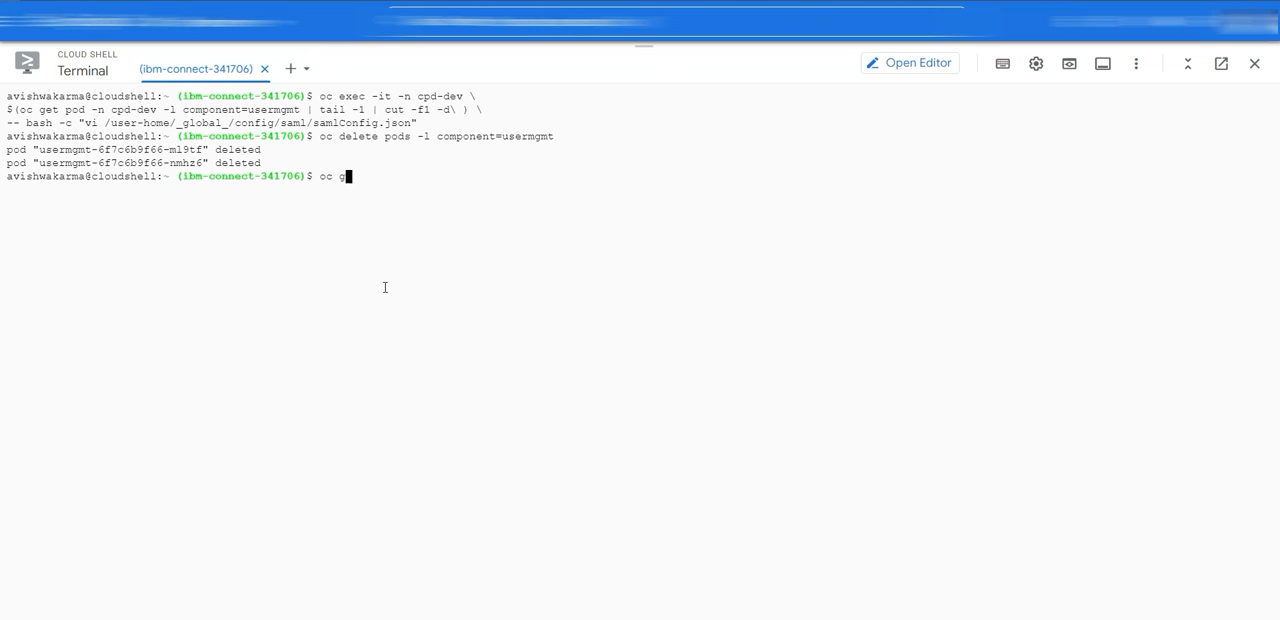 CLOUD SHELL
Terminal
(ibm-connect-341706)
Open Editor
avishwakarma@cloudshell:~ (ibm-connect-341706)$ oc exec -it -n cpd-dev \
$(oc get pod -n cpd-dev -l component=usermgmt | tail -1 | cut -f1 -d\ ) \
-- bash -c "vi /user-home/_global_/config/saml/samlConfig.json"
avishwakarma@cloudshell:~ (ibm-connect-341706)$ oc delete pods -l component=usermgmt
pod "usermgmt-6f7c6b9f66-ml9tf" deleted
pod "usermgmt-6f7c6b9f66-nmhz6" deleted
avishwakarma@cloudshell:~ (ibm-connect-341706)$ oc g